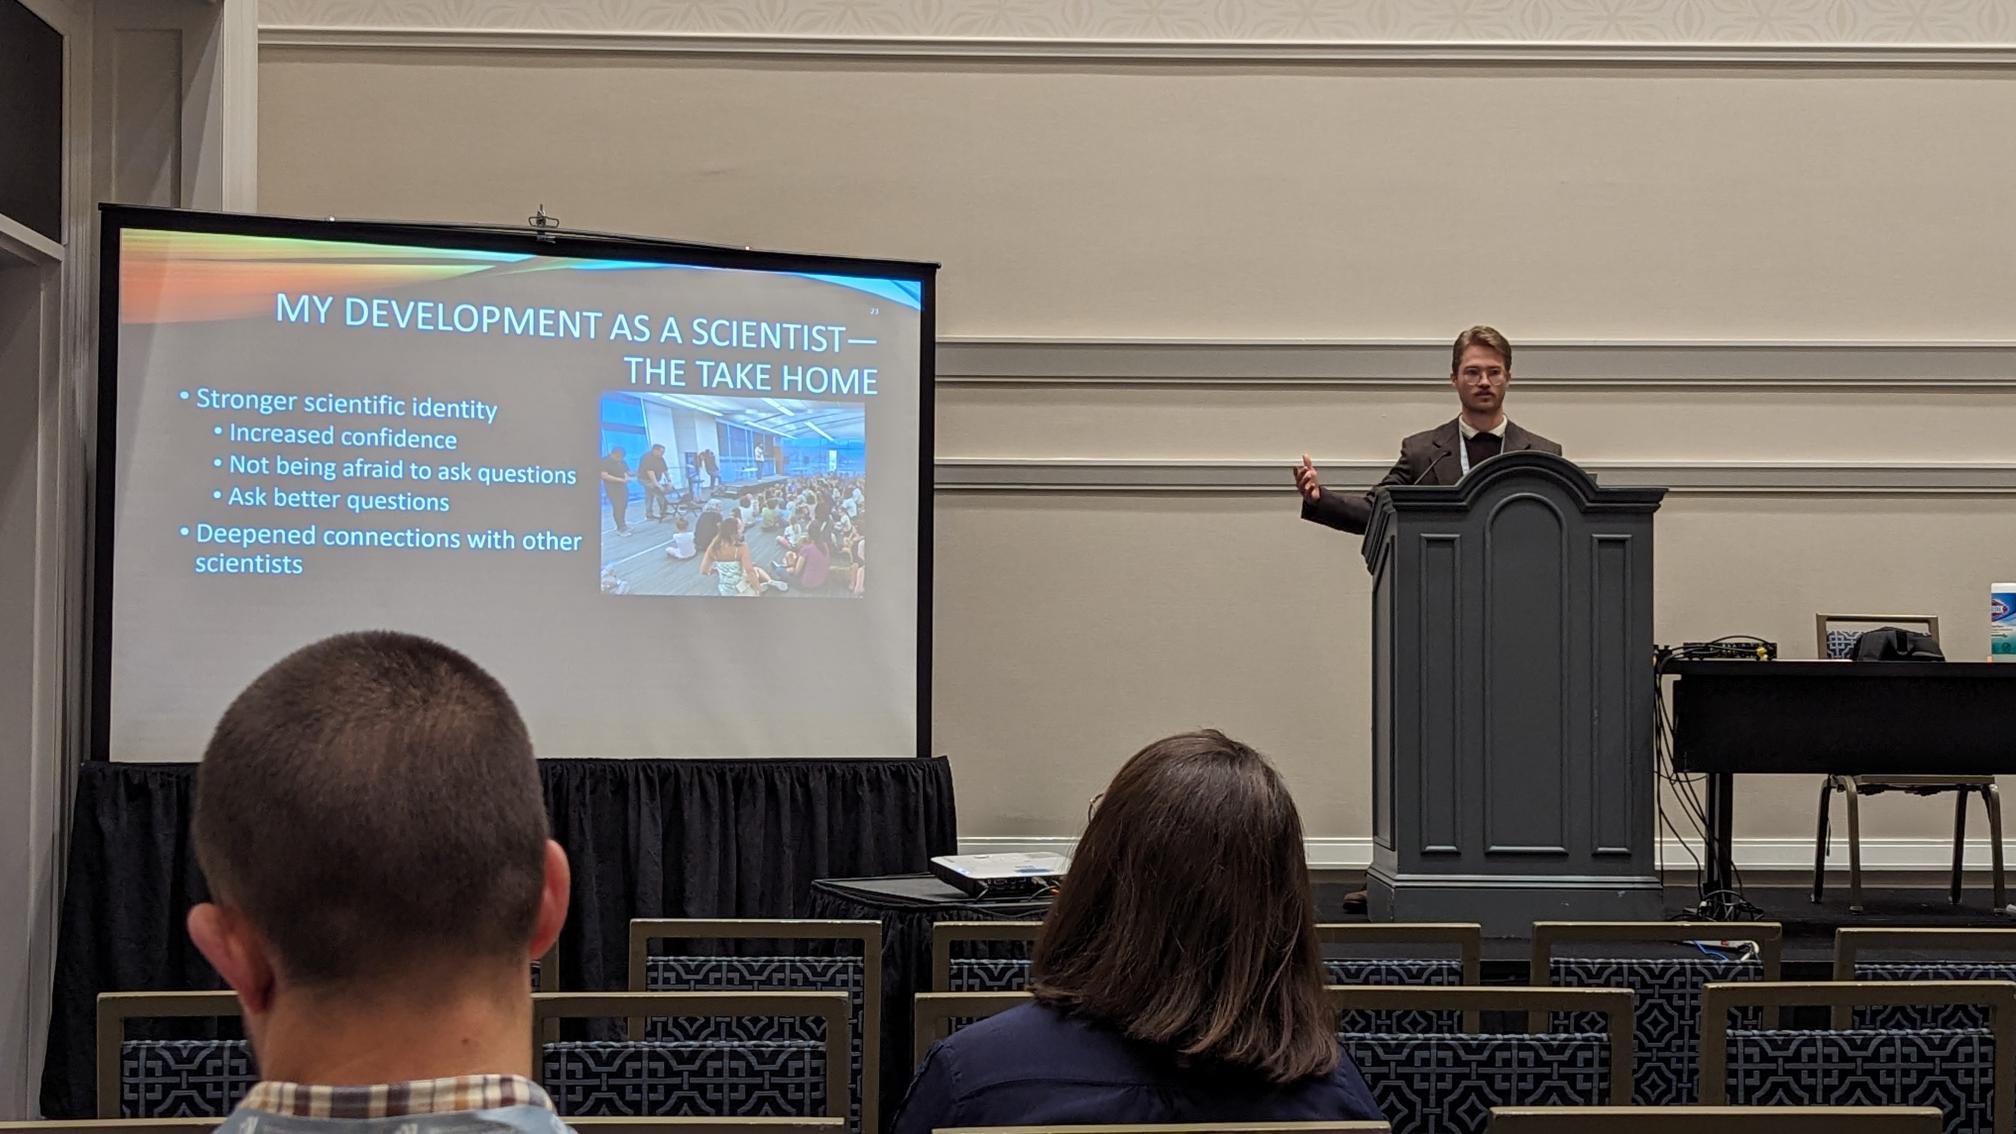 23
MY DEVELOPMENT AS A SCIENTIST—
THE TAKE HOME
• Stronger scientific identity
• Increased confidence
• Not being afraid to ask questions
• Ask better questions
• Deepened connections with other
scientists